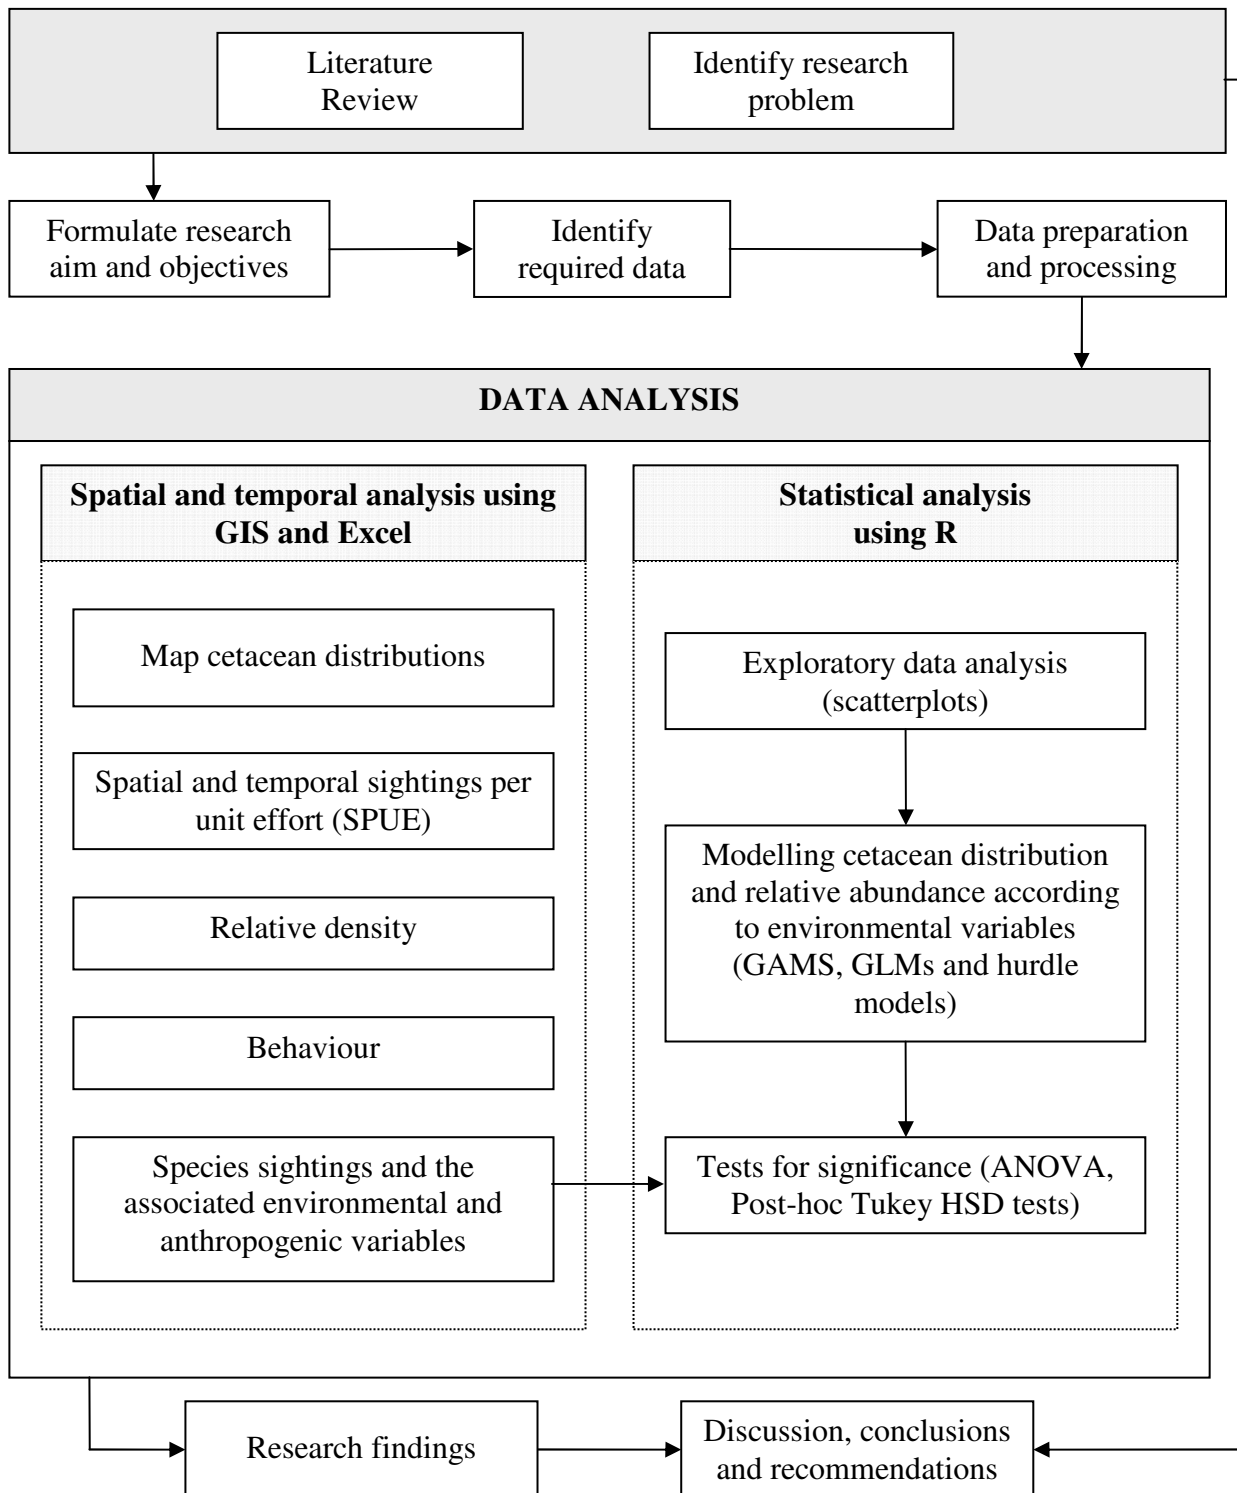 Literature
Review
Identify research
problem
Formulate research
aim and objectives
Identify
required data
Data preparation
and processing
DATA ANALYSIS
Spatial and temporal analysis using
GIS and Excel
Map cetacean distributions
Spatial and temporal sightings per
unit effort (SPUE)
Relative density
Behaviour
Species sightings and the
associated environmental and
anthropogenic variables
Statistical analysis
using R
Exploratory data analysis
(scatterplots)
Modelling cetacean distribution
and relative abundance according
to environmental variables
(GAMS, GLMs and hurdle
models)
Tests for significance (ANOVA,
Post-hoc Tukey HSD tests)
Research findings
Discussion, conclusions
and recommendations